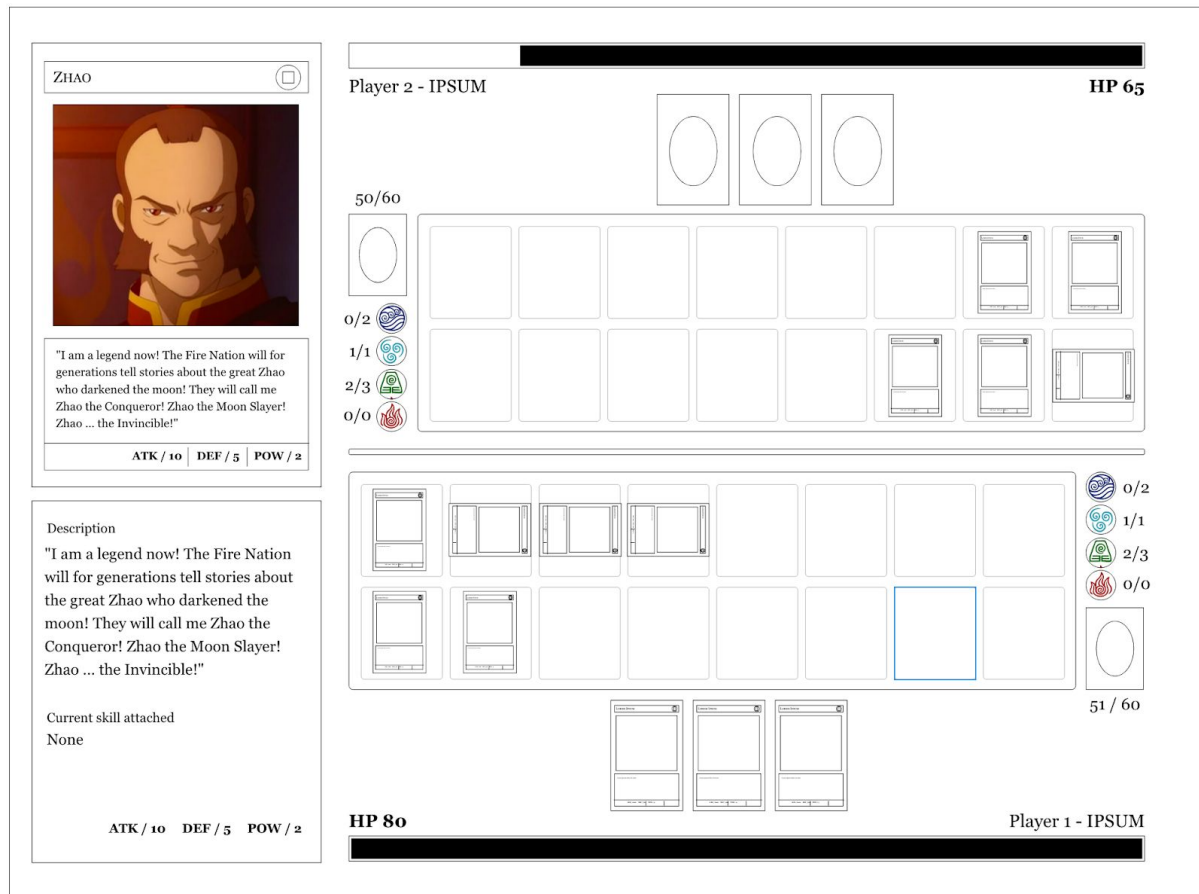 ZHAO
"I am a legend now! The Fire Nation will for
generations tell stories about the great Zhao
who darkened the moon! They will call me
Zhao the Conqueror! Zhao the Moon Slayer!
Zhao ... the Invincible!"
ATK / 10 DEF / 5 POW / 2
Description
"I am a legend now! The Fire Nation
will for generations tell stories about
the great Zhao who darkened the
moon! They will call me Zhao the
Conqueror! Zhao the Moon Slayer!
Zhao ... the Invincible!"
Current skill attached
None
ATK / 10 DEF / 5 POW / 2
Player 2 - IPSUM
HP 65
50/60
0/2
1/1
2/3
0/0
0/2
1/1
2/3
0/0
51 / 60
HP 80
Player 1 - IPSUM